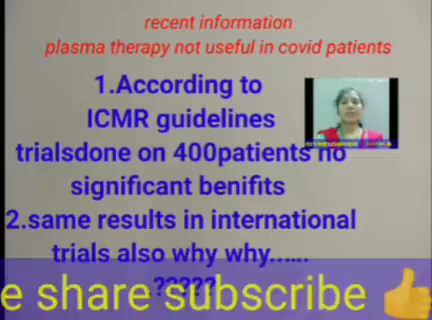 recent information
plasma therapy not useful in covid patients
1.According to
ICMR guidelines
trialsdone on 400patients no
significant benifits
2.same results in international
trials also why why......
.?????
e share subscribe 👍